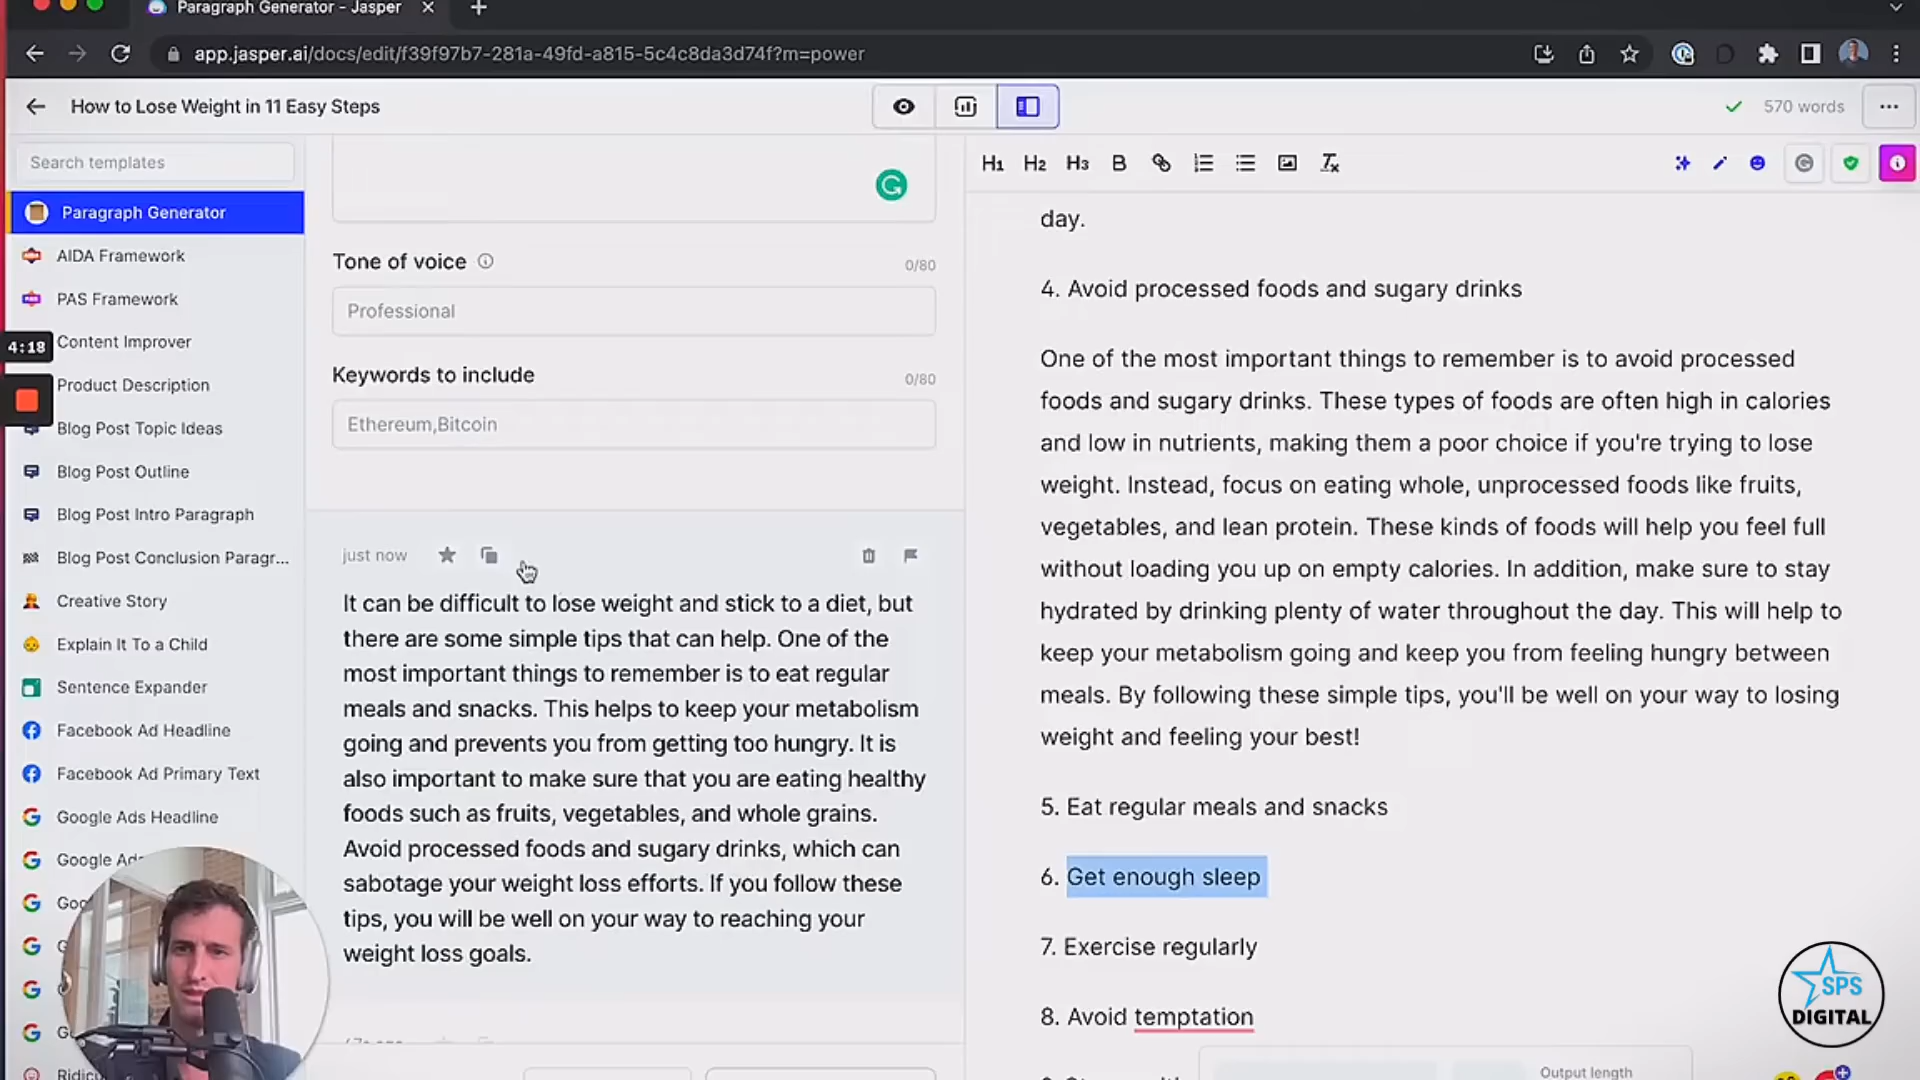 Paragraph Generator - Jasper
app.jasper.ai/docs/edit/f39f97b7-281a-49fd-a815-5c4c8da3d74f?m=power
How to Lose Weight in 11 Easy Steps
570 words
Search templates
Paragraph Generator
AIDA Framework
PAS Framework
4:18
Content Improver
Product Description
Blog Post Topic Ideas
Blog Post Outline
Blog Post Intro Paragraph
Blog Post Conclusion Paragr...
Creative Story
Explain It To a Child
Sentence Expander
Facebook Ad Headline
Facebook Ad Primary Text
Google Ads Headline
Google
Tone of voice
0/80
Professional
Keywords to include
0/80
Ethereum,Bitcoin
just now
It can be difficult to lose weight and stick to a diet, but
there are some simple tips that can help. One of the
most important things to remember is to eat regular
meals and snacks. This helps to keep your metabolism
going and prevents you from getting too hungry. It is
also important to make sure that you are eating healthy
foods such as fruits, vegetables, and whole grains.
Avoid processed foods and sugary drinks, which can
sabotage your weight loss efforts. If you follow these
tips, you will be well on your way to reaching your
weight loss goals.
H1 H2 H3 B
day.
4. Avoid processed foods and sugary drinks
One of the most important things to remember is to avoid processed
foods and sugary drinks. These types of foods are often high in calories
and low in nutrients, making them a poor choice if you're trying to lose
weight. Instead, focus on eating whole, unprocessed foods like fruits,
vegetables, and lean protein. These kinds of foods will help you feel full
without loading you up on empty calories. In addition, make sure to stay
hydrated by drinking plenty of water throughout the day. This will help to
keep your metabolism going and keep you from feeling hungry between
meals. By following these simple tips, you'll be well on your way to losing
weight and feeling your best!
5. Eat regular meals and snacks
6. Get enough sleep
7. Exercise regularly
8. Avoid temptation
Output length
SPS
DIGITAL